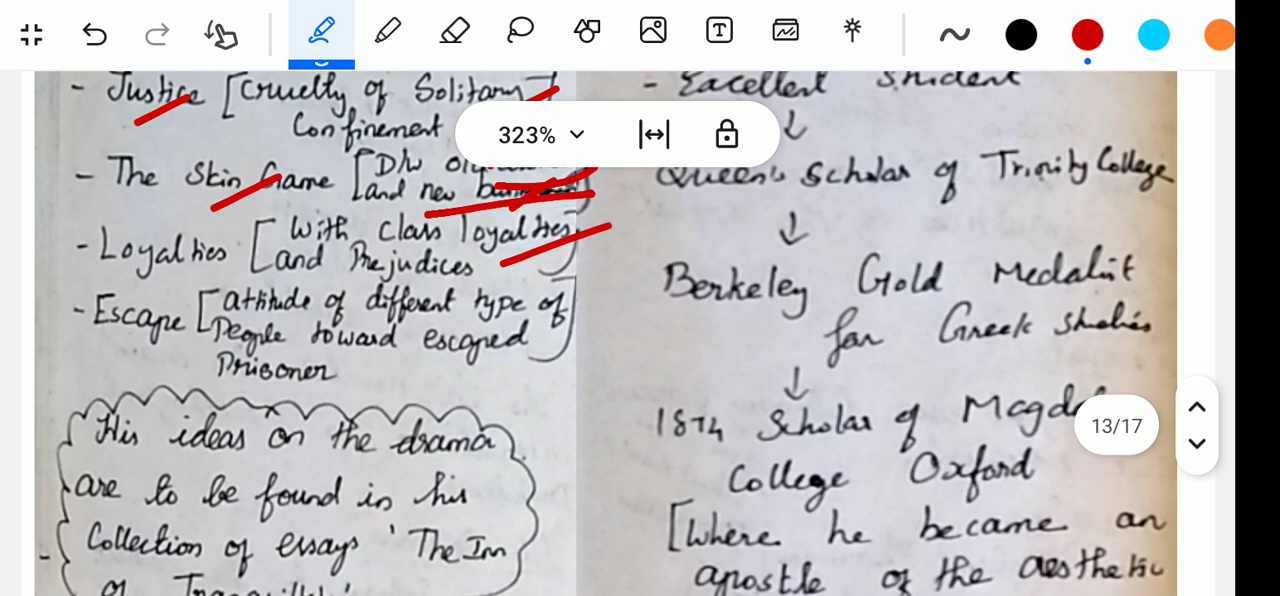 - Justice [Cruelty of Solitary]
Confinement
- The Skin Game [D/w
[and new
- Loyalties [with class loyalties
and Prejudices]
- Escape [attitude of different type of
People toward escaped]
Prisoner
His ideas on the drama
are to be found in his
Collection of essays 'The Inn
of Tranquillity'
- Excellent Student
↓
Queen's Scholar of Trinity College
↓
Berkeley Gold Medalist
for Greek Studies
↓
1874 Scholar of
College Oxford
[where he became an
apostle of the aesthetic
323%
13/17
T